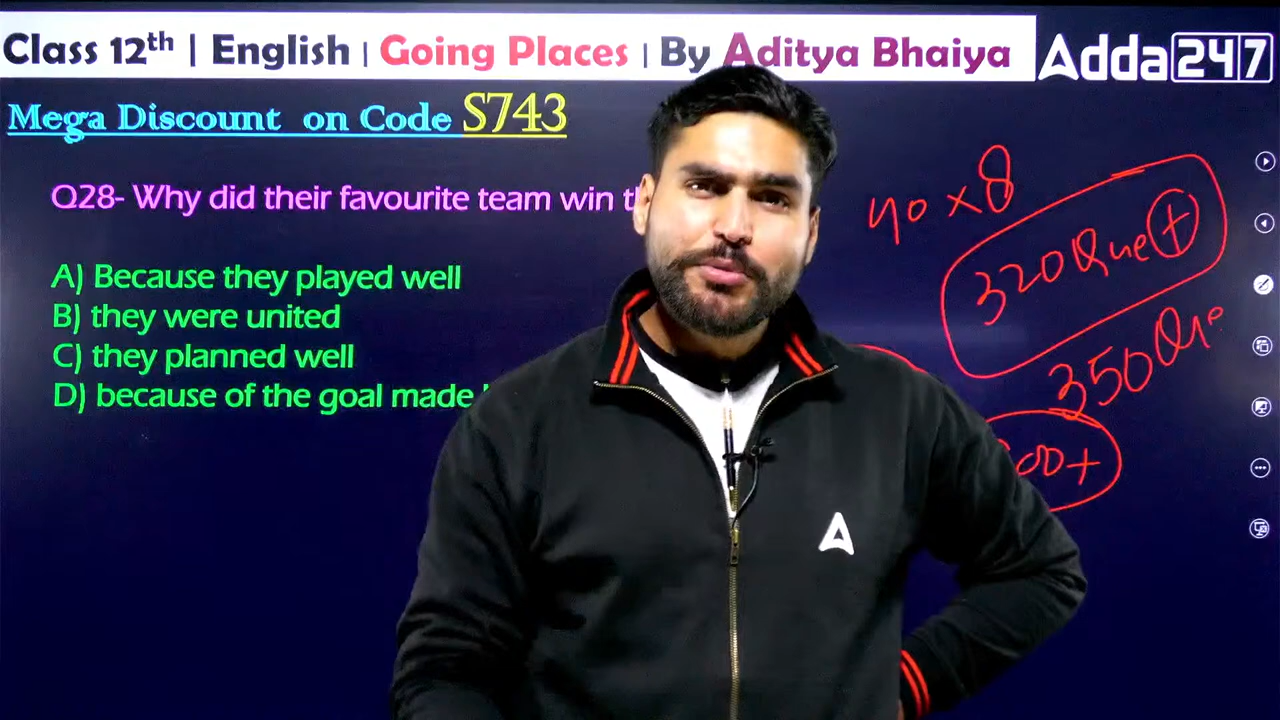 Class 12th | English | Going Places | By Aditya Bhaiya
Adda247
Mega Discount on Code S743
Q28- Why did their favourite team win
A) Because they played well
B) they were united
C) they planned well
D) because of the goal made
40 x 8
320 Que +
350 Que
00+